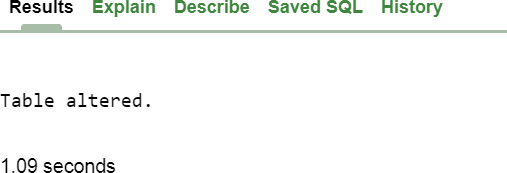 Results Explain Describe Saved SQL History
Table altered.
1.09 seconds